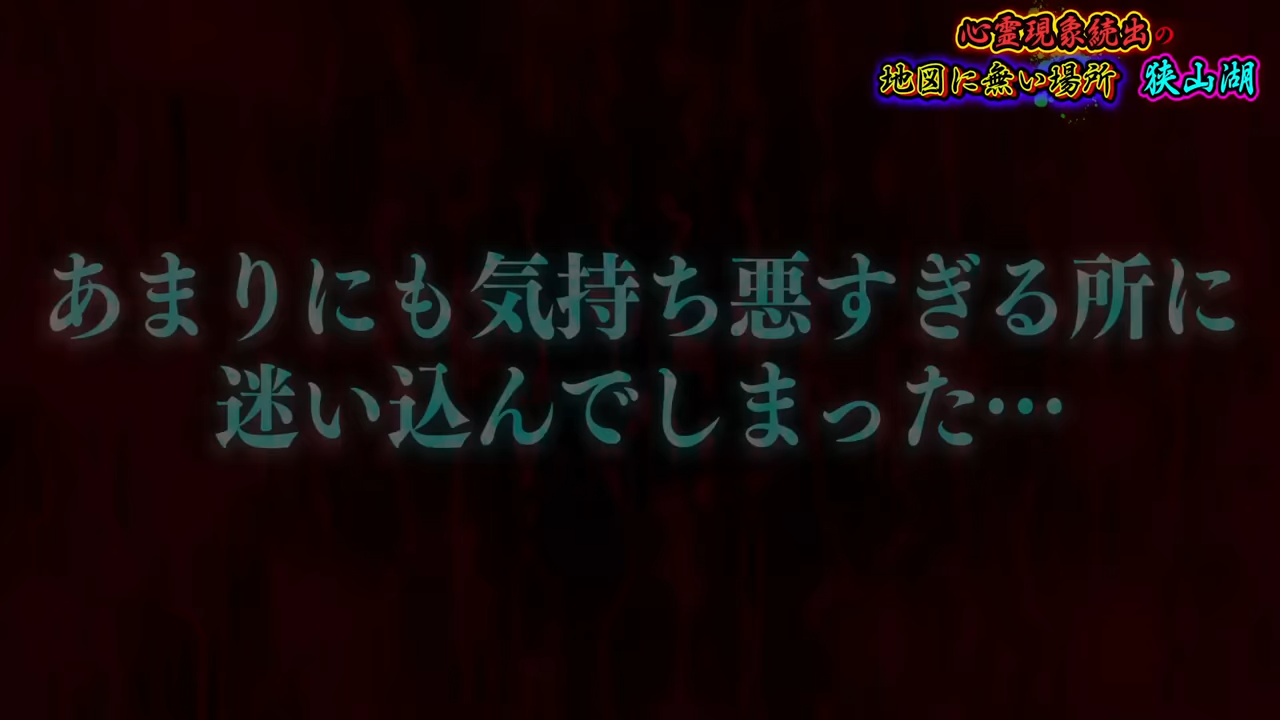 心霊現象続出の
地図に無い場所 狭山湖
あまりにも気持ち悪すぎる所に
迷い込んでしまった…